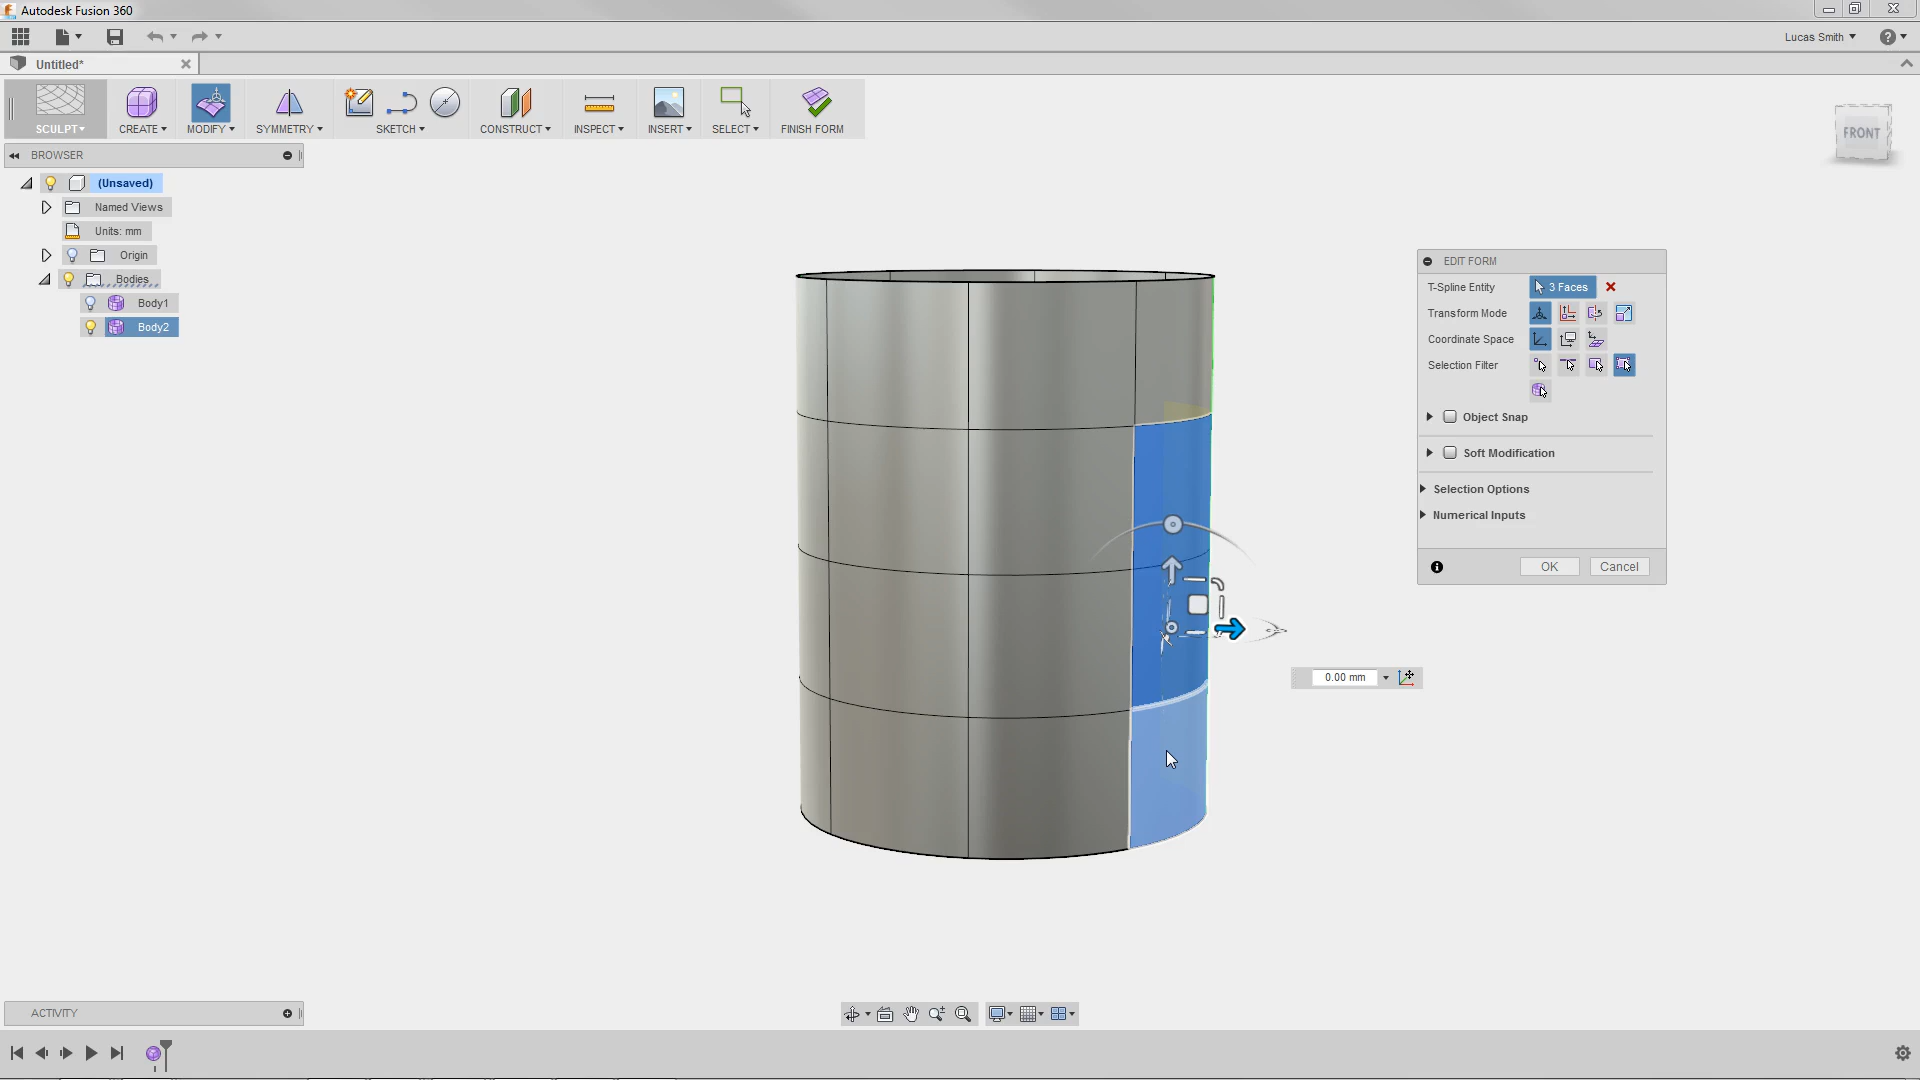 Autodesk Fusion 360
Lucas Smith
Untitled*
SCULPT
CREATE
MODIFY
SYMMETRY
SKETCH
CONSTRUCT
INSPECT
INSERT
SELECT
FINISH FORM
FRONT
BROWSER
(Unsaved)
Named Views
Units: mm
Origin
Bodies
Body1
Body2
EDIT FORM
T-Spline Entity
3 Faces
Transform Mode
Coordinate Space
Selection Filter
Object Snap
Soft Modification
Selection Options
Numerical Inputs
OK
Cancel
0.00 mm
ACTIVITY